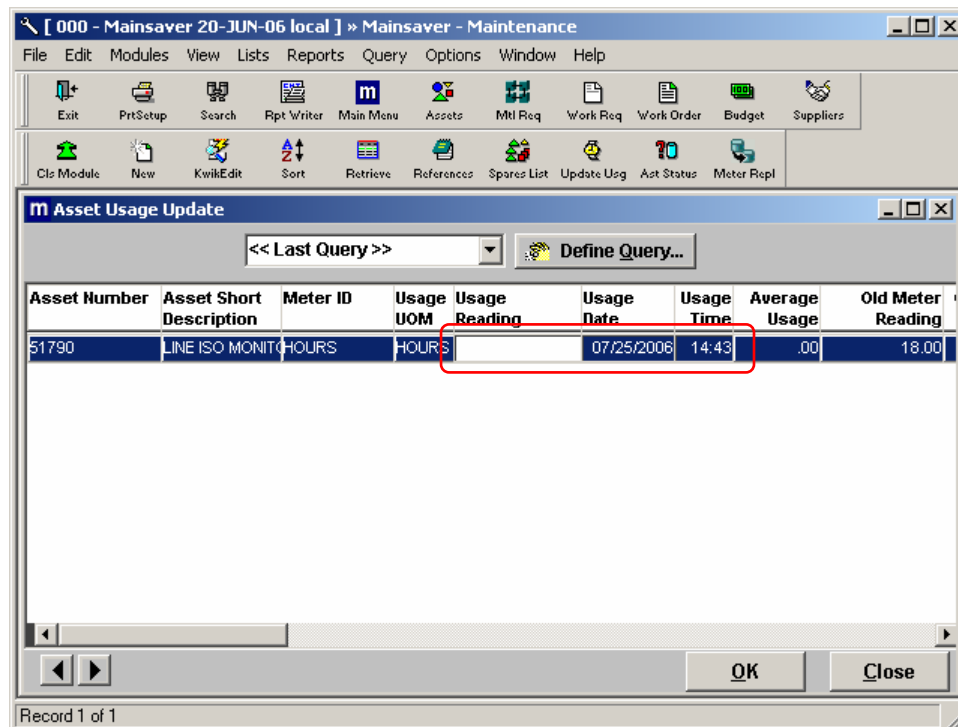 [ 000 - Mainsaver 20-JUN-06 local ] » Mainsaver - Maintenance
File Edit Modules View Lists Reports Query Options Window Help
Exit PrtSetup Search Rpt Writer Main Menu Assets Mtl Req Work Req Work Order Budget Suppliers
Cls Module New KwikEdit Sort Retrieve References Spares List Update Usg Ast Status Meter Repl
m Asset Usage Update
<< Last Query >> Define Query...
Asset Number Asset Short Description Meter ID Usage UOM Usage Reading Usage Date Usage Time Average Usage Old Meter Reading
51790 LINE ISO MONIT HOURS HOURS 07/25/2006 14:43 .00 18.00
OK Close
Record 1 of 1